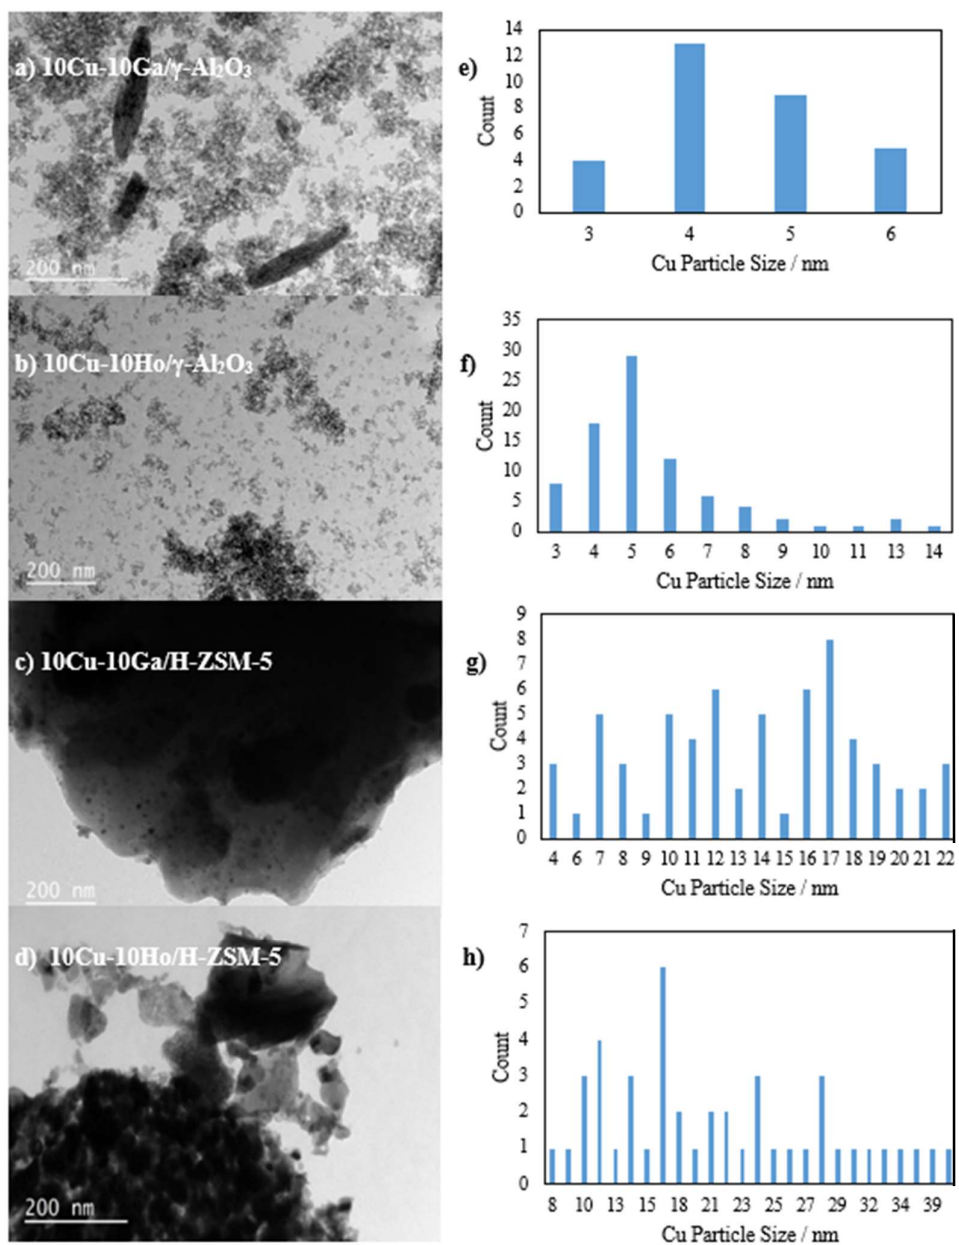 a) 10Cu-10Ga/γ-Al₂O₃
200 nm
e)
14
12
10
8
6
4
2
0
Count
3 4 5 6
Cu Particle Size / nm
b) 10Cu-10Ho/γ-Al₂O₃
200 nm
f)
35
30
25
20
15
10
5
0
Count
3 4 5 6 7 8 9 10 11 13 14
Cu Particle Size / nm
c) 10Cu-10Ga/H-ZSM-5
200 nm
g)
9
8
7
6
5
4
3
2
1
0
Count
4 6 7 8 9 10 11 12 13 14 15 16 17 18 19 20 21 22
Cu Particle Size / nm
d) 10Cu-10Ho/H-ZSM-5
200 nm
h)
7
6
5
4
3
2
1
0
Count
8 10 13 15 18 21 23 25 27 29 32 34 39
Cu Particle Size / nm